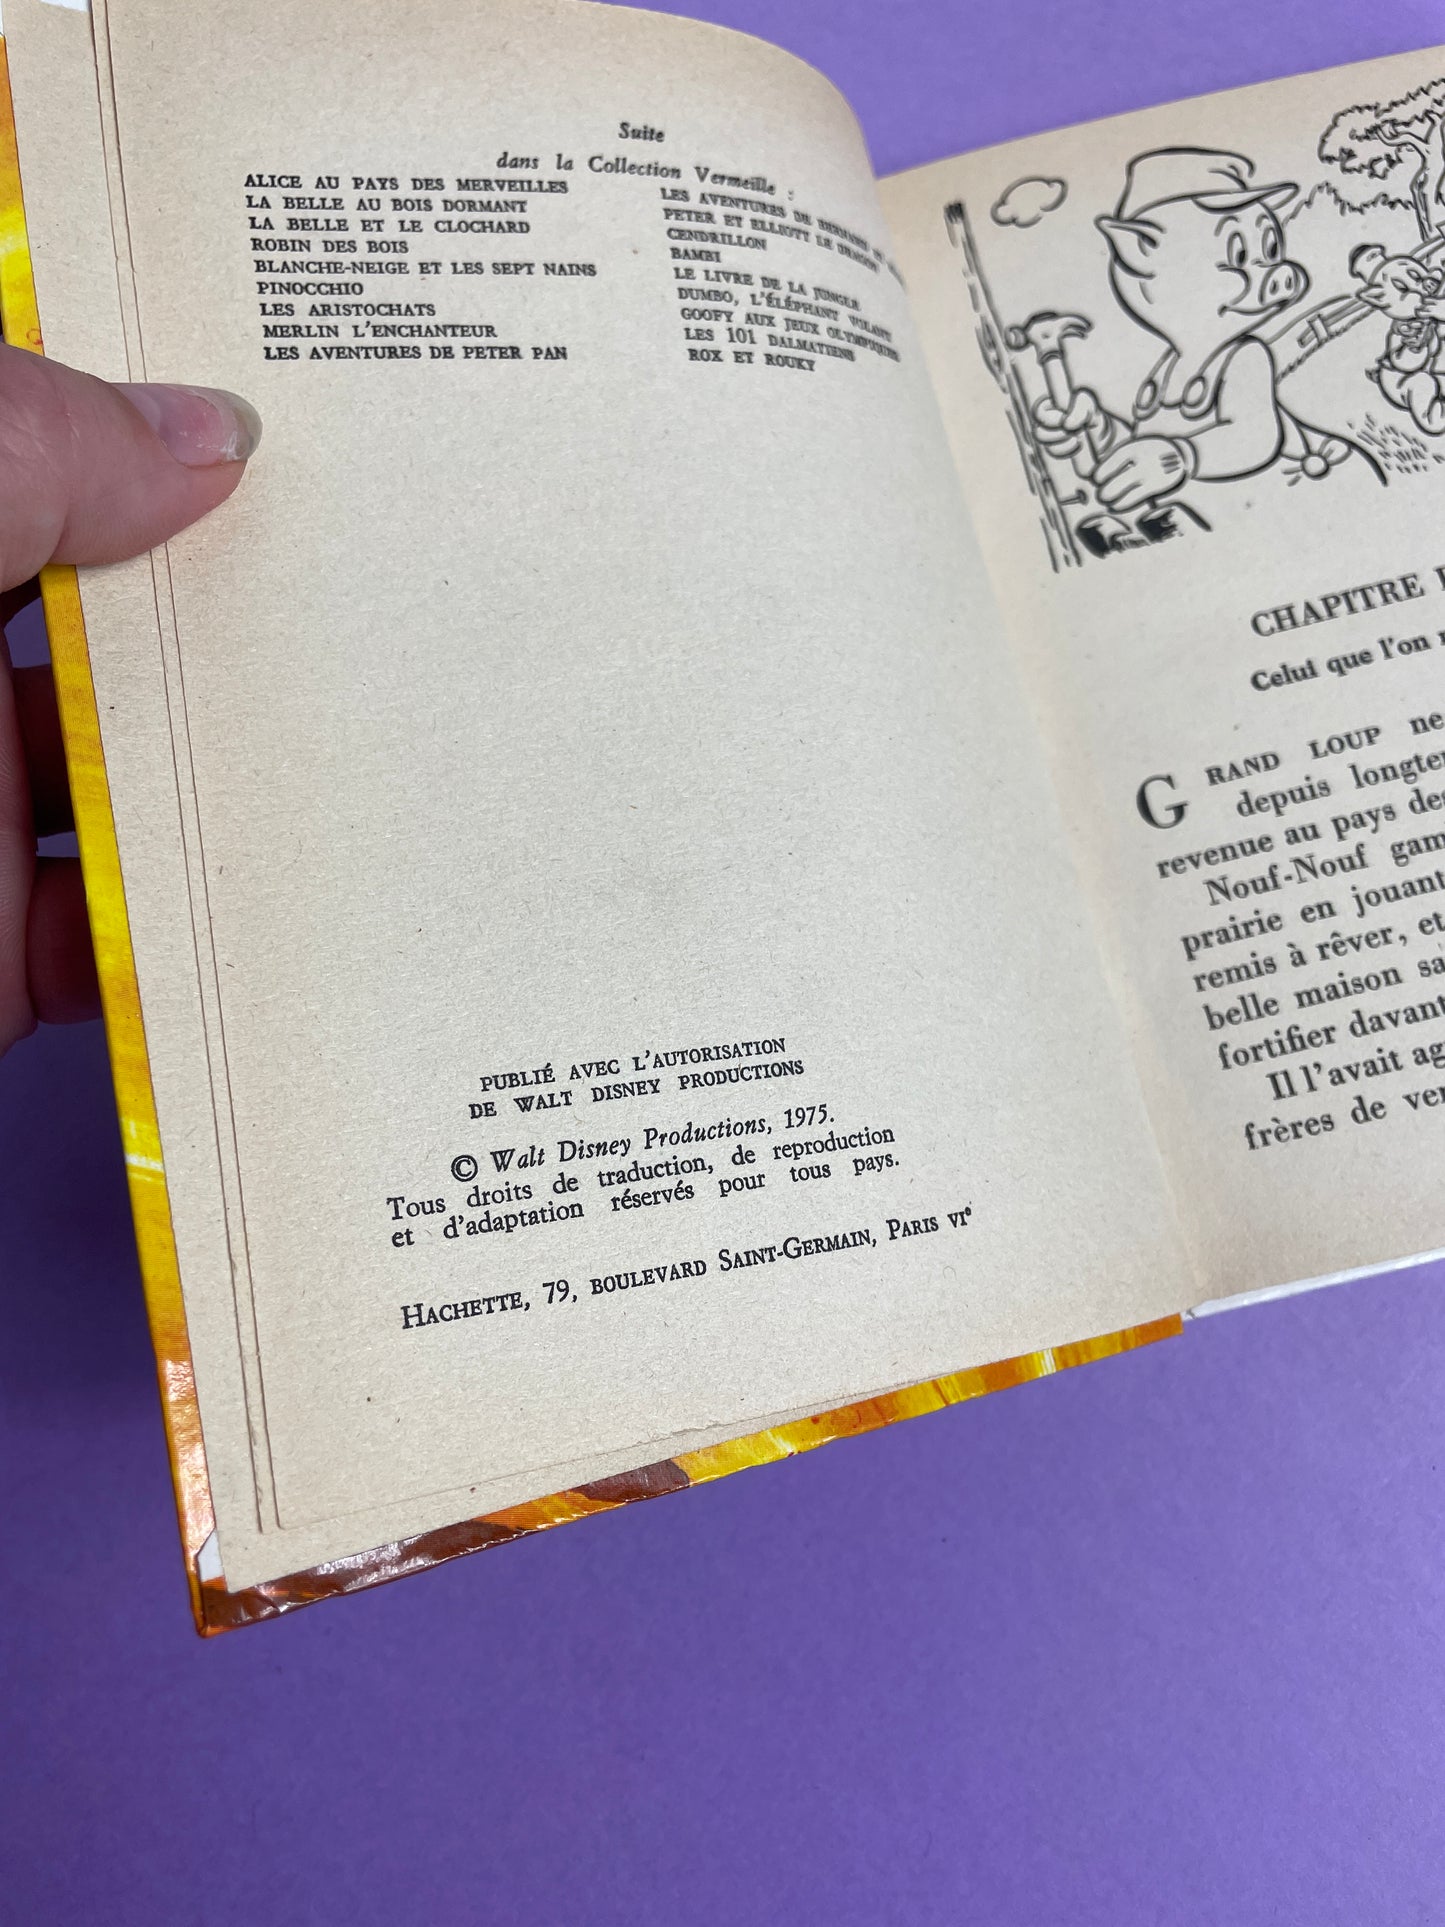 Suite
dans la Collection Vermeille :
ALICE AU PAYS DES MERVEILLES
LA BELLE AU BOIS DORMANT
LA BELLE ET LE CLOCHARD
ROBIN DES BOIS
BLANCHE-NEIGE ET LES SEPT NAINS
PINOCCHIO
LES ARISTOCHATS
MERLIN L'ENCHANTEUR
LES AVENTURES DE PETER PAN
LES AVENTURES DE BERNARD ET
PETER ET ELLIOTT LE DRAGON
CENDRILLON
BAMBI
LE LIVRE DE LA JUNGLE
DUMBO, L'ÉLÉPHANT VOLANT
GOOFY AUX JEUX OLYMPIQUES
LES 101 DALMATIENS
ROX ET ROUKY
PUBLIÉ AVEC L'AUTORISATION
DE WALT DISNEY PRODUCTIONS
© Walt Disney Productions, 1975.
Tous droits de traduction, de reproduction
et d'adaptation réservés pour tous pays.
HACHETTE, 79, BOULEVARD SAINT-GERMAIN, PARIS VIe
CHAPITRE
Celui que l'on
GRAND LOUP ne
depuis
revenue au pays
Nouf-Nouf
prairie en jouant
remis à rêver, et
belle maison
fortifier davant
Il l'avait
frères de